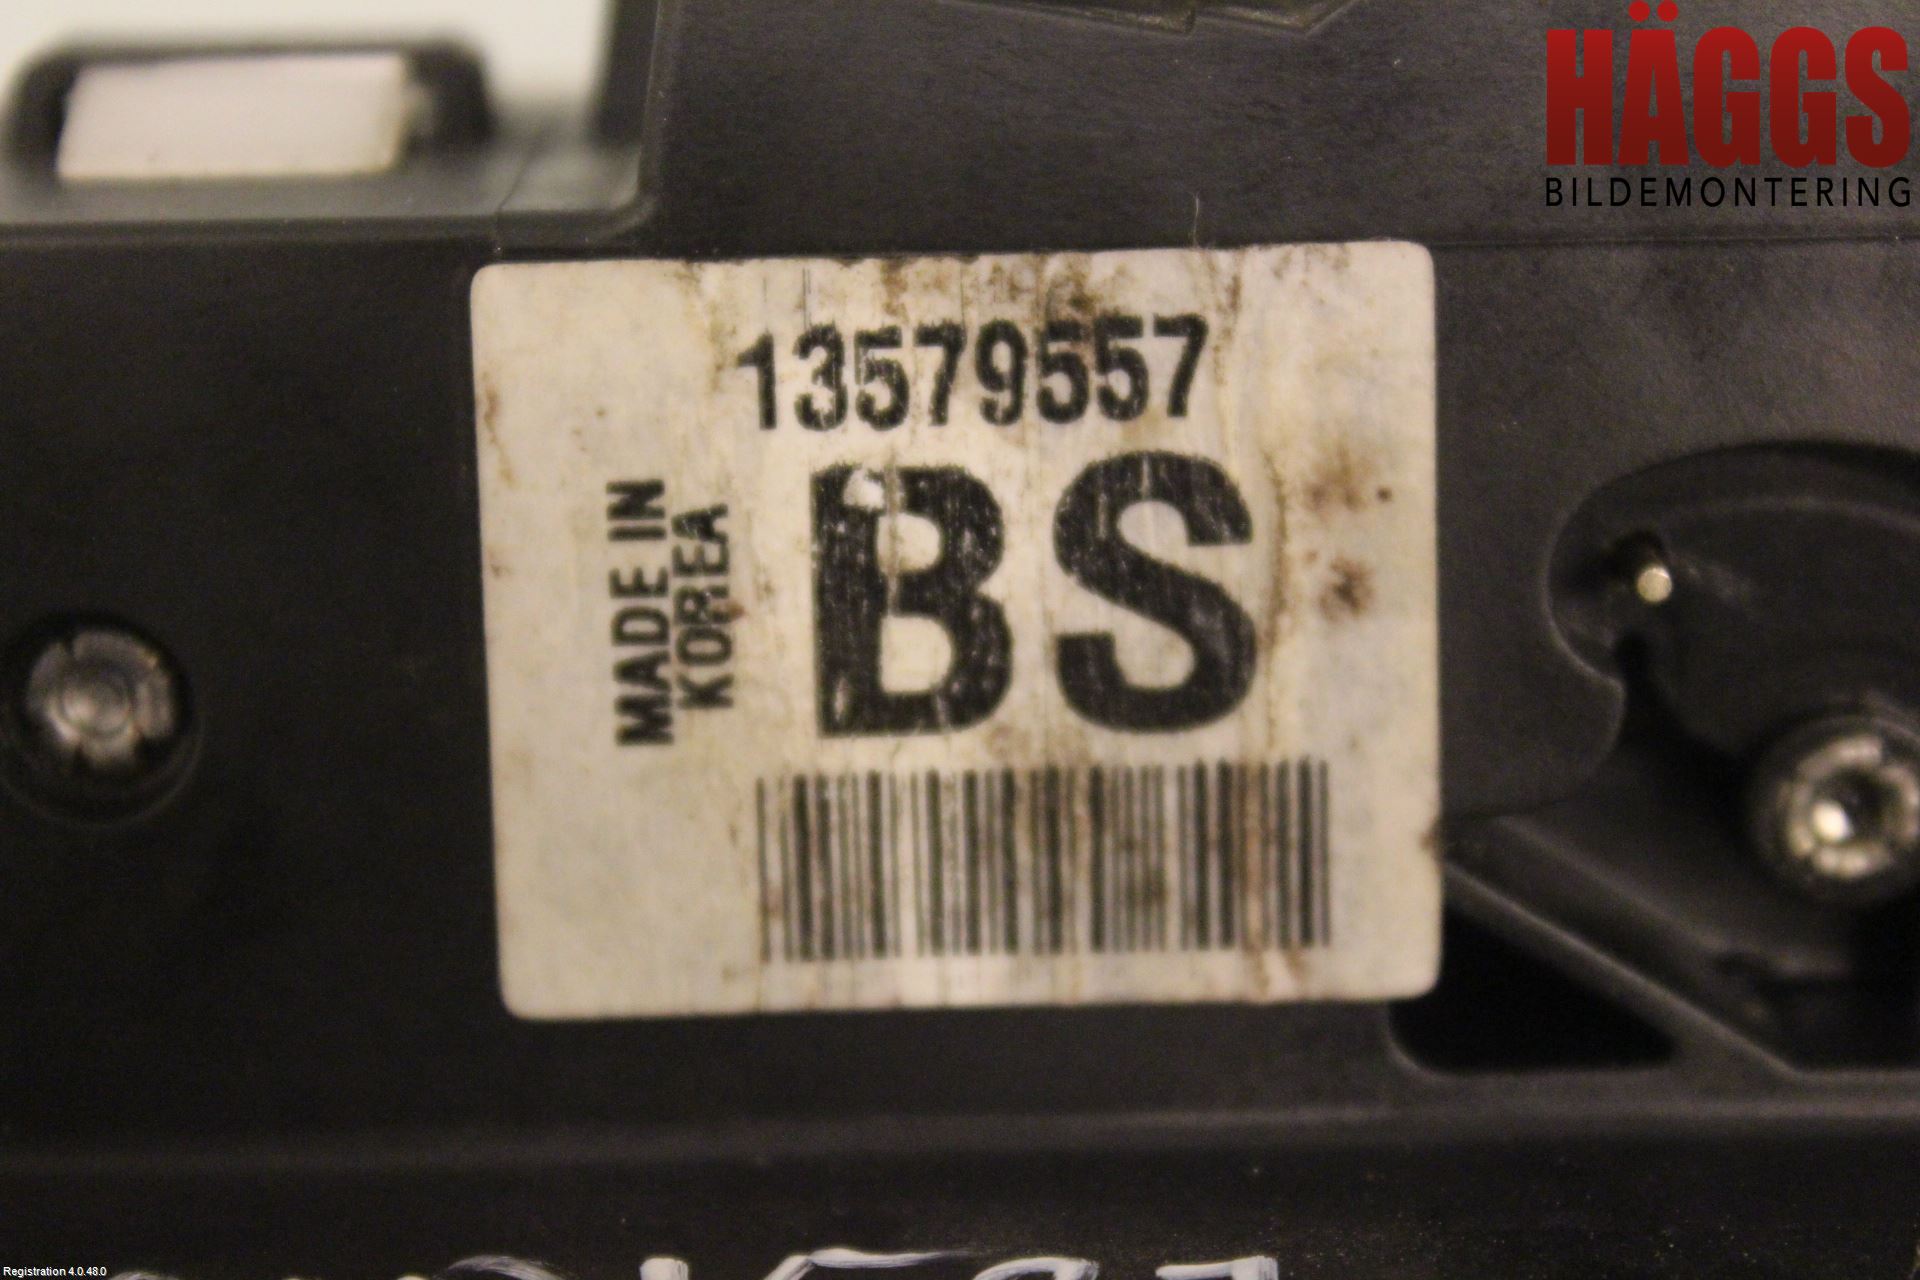 HÄGGS
BILDEMONTERING
13579557
BS
MADE IN
KOREA
Registration 4.0.48.0